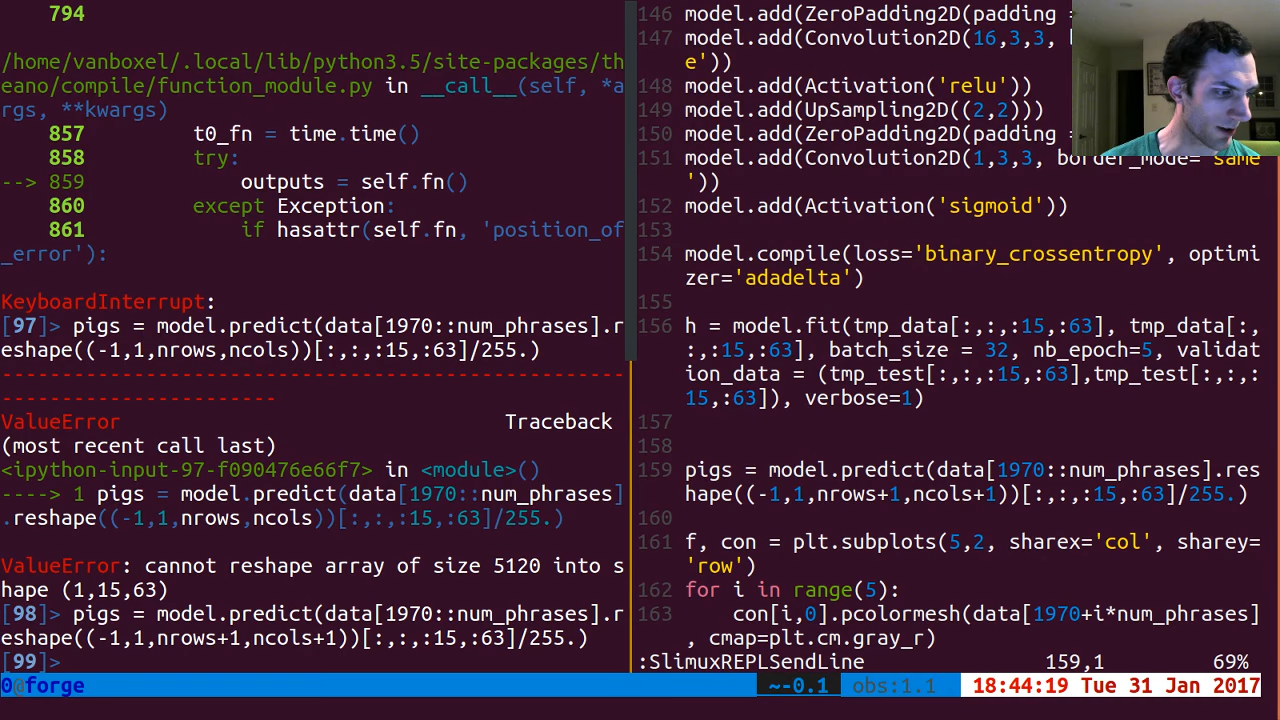 794
/home/vanboxel/.local/lib/python3.5/site-packages/th
eano/compile/function_module.py in __call__(self, *a
rgs, **kwargs)
857 t0_fn = time.time()
858 try:
--> 859 outputs = self.fn()
860 except Exception:
861 if hasattr(self.fn, 'position_of
_error'):
KeyboardInterrupt:
[97]> pigs = model.predict(data[1970::num_phrases].r
eshape((-1,1,nrows,ncols))[:,:,:15,:63]/255.)
---------------------------------------------------
-----------------------
ValueError Traceback
(most recent call last)
<ipython-input-97-f090476e66f7> in <module>()
----> 1 pigs = model.predict(data[1970::num_phrases]
.reshape((-1,1,nrows,ncols))[:,:,:15,:63]/255.)
ValueError: cannot reshape array of size 5120 into s
hape (1,15,63)
[98]> pigs = model.predict(data[1970::num_phrases].r
eshape((-1,1,nrows+1,ncols+1))[:,:,:15,:63]/255.)
[99]>
146 model.add(ZeroPadding2D(padding =
147 model.add(Convolution2D(16,3,3,
e'))
148 model.add(Activation('relu'))
149 model.add(UpSampling2D((2,2)))
150 model.add(ZeroPadding2D(padding =
151 model.add(Convolution2D(1,3,3, border_mode='same
'))
152 model.add(Activation('sigmoid'))
153
154 model.compile(loss='binary_crossentropy', optimi
zer='adadelta')
155
156 h = model.fit(tmp_data[:,:,:15,:63], tmp_data[:,
:,:15,:63], batch_size = 32, nb_epoch=5, validat
ion_data = (tmp_test[:,:,:15,:63],tmp_test[:,:,:
15,:63]), verbose=1)
157
158
159 pigs = model.predict(data[1970::num_phrases].res
hape((-1,1,nrows+1,ncols+1))[:,:,:15,:63]/255.)
160
161 f, con = plt.subplots(5,2, sharex='col', sharey=
'row')
162 for i in range(5):
163 con[i,0].pcolormesh(data[1970+i*num_phrases]
, cmap=plt.cm.gray_r)
:SlimuxREPLSendLine 159,1 69%
0@forge ~-0.1 obs:1.1 18:44:19 Tue 31 Jan 2017